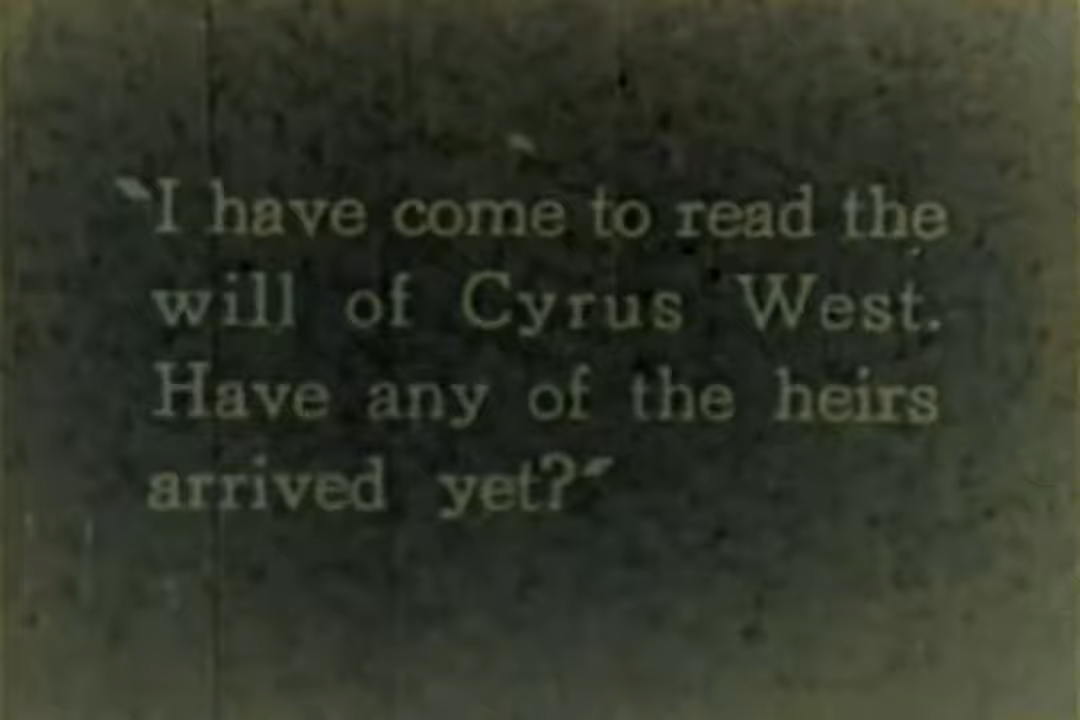 "I have come to read the
will of Cyrus West.
Have any of the heirs
arrived yet?"